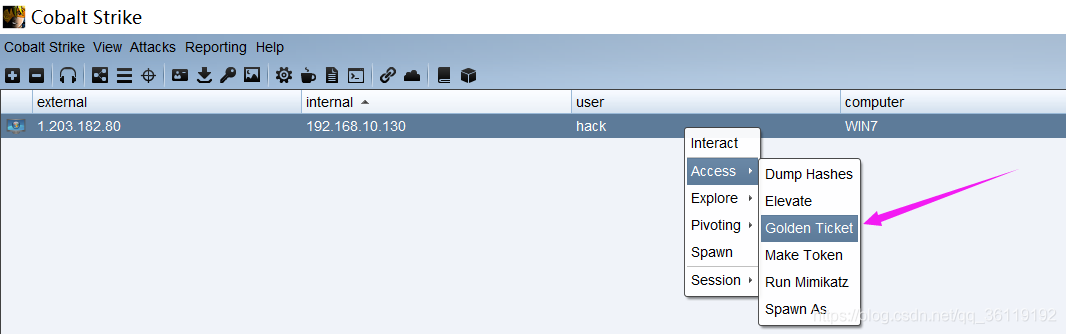 Cobalt Strike
Cobalt Strike View Attacks Reporting Help
external internal user computer
1.203.182.80 192.168.10.130 hack WIN7
Interact
Access
Explore
Pivoting
Spawn
Session
Dump Hashes
Elevate
Golden Ticket
Make Token
Run Mimikatz
Spawn As
https://blog.csdn.net/qq_36119192